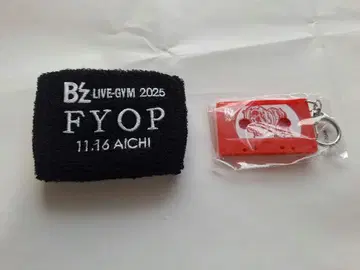 B'z LIVE-GYM 2025
FYOP
11.16 AICHI